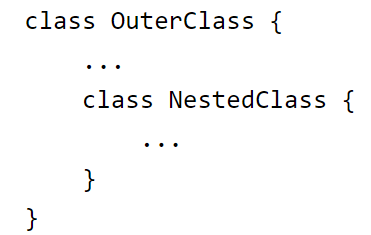 class OuterClass {
    ...
    class NestedClass {
        ...
    }
}